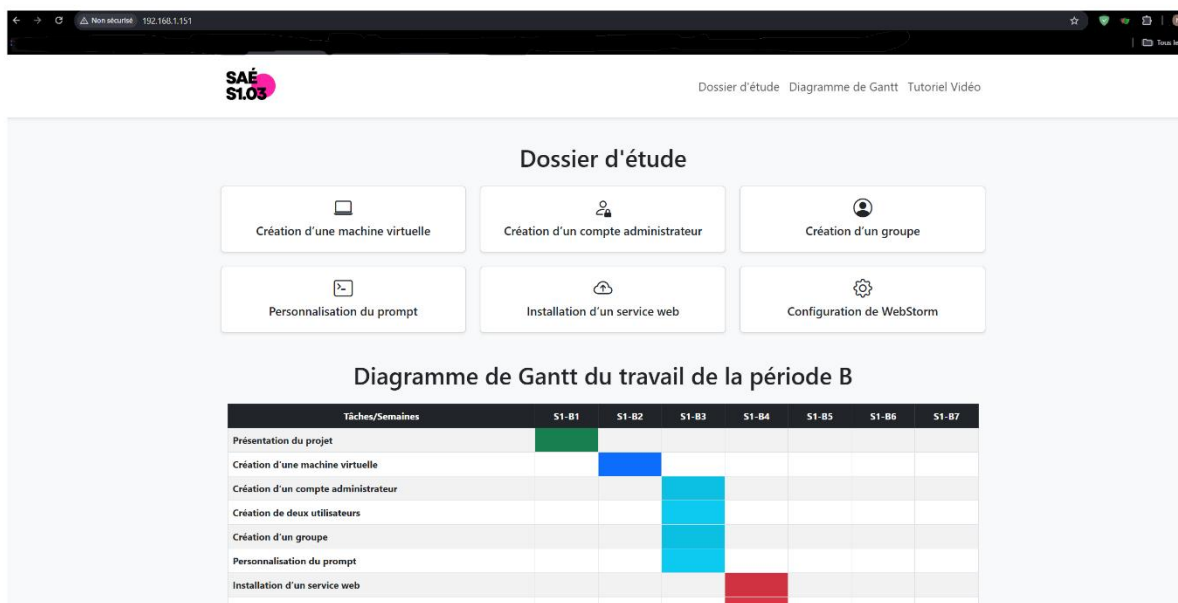 Non sécurisé 192.168.1.151
Tous le
SAÉ
S1.03
Dossier d'étude Diagramme de Gantt Tutoriel Vidéo
Dossier d'étude
Création d'une machine virtuelle Création d'un compte administrateur Création d'un groupe
Personnalisation du prompt Installation d'un service web Configuration de WebStorm
Diagramme de Gantt du travail de la période B
Tâches/Semaines S1-B1 S1-B2 S1-B3 S1-B4 S1-B5 S1-B6 S1-B7
Présentation du projet
Création d'une machine virtuelle
Création d'un compte administrateur
Création de deux utilisateurs
Création d'un groupe
Personnalisation du prompt
Installation d'un service web